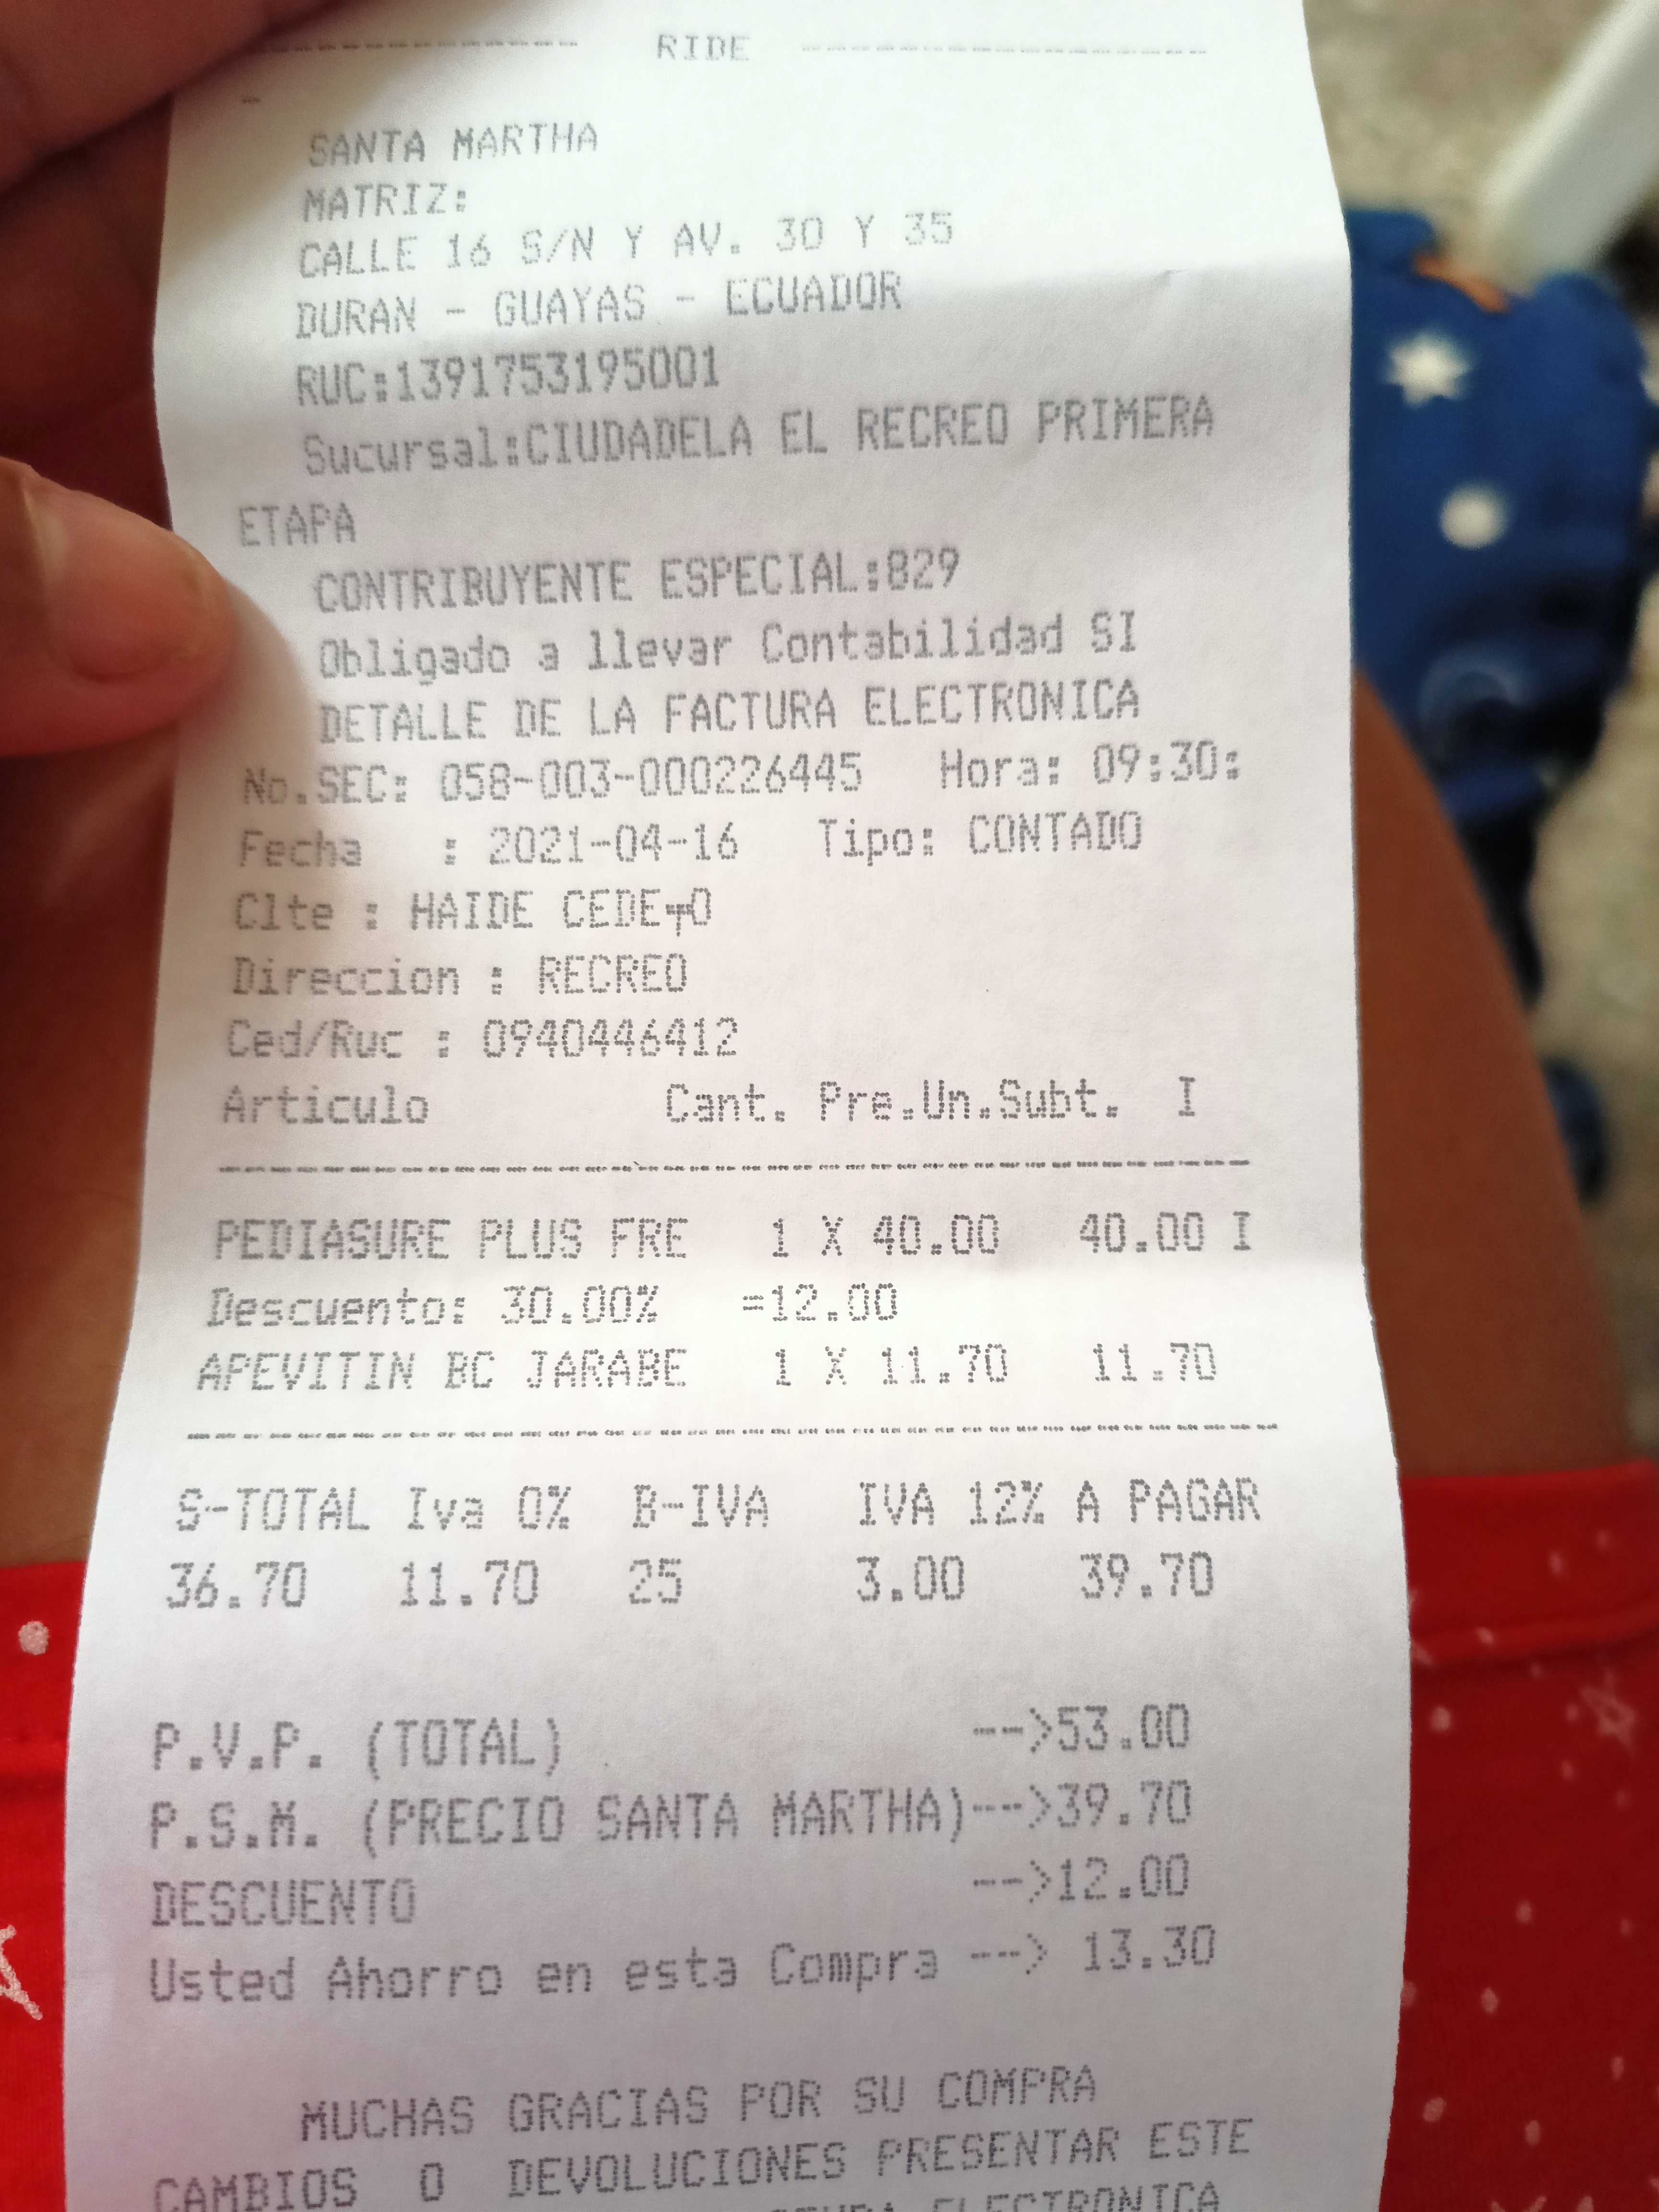 -------------- RIDE ----------------
SANTA MARTHA
MATRIZ:
CALLE 16 S/N Y AV. 30 Y 35
DURAN - GUAYAS - ECUADOR
RUC:1391753195001
Sucursal:CIUDADELA EL RECREO PRIMERA
ETAPA
CONTRIBUYENTE ESPECIAL:829
Obligado a llevar Contabilidad SI
DETALLE DE LA FACTURA ELECTRONICA
No.SEC: 058-003-000226445 Hora: 09:30:
Fecha : 2021-04-16 Tipo: CONTADO
Clte : HAIDE CEDE╤O
Direccion : RECREO
Ced/Ruc : 0940446412
Articulo Cant. Pre.Un.Subt. I
PEDIASURE PLUS FRE 1 X 40.00 40.00 I
Descuento: 30.00% =12.00
APEVITIN BC JARABE 1 X 11.70 11.70
S-TOTAL Iva 0% B-IVA IVA 12% A PAGAR
36.70 11.70 25 3.00 39.70
P.V.P. (TOTAL) -->53.00
P.S.M. (PRECIO SANTA MARTHA)-->39.70
DESCUENTO -->12.00
Usted Ahorro en esta Compra --> 13.30
MUCHAS GRACIAS POR SU COMPRA
CAMBIOS O DEVOLUCIONES PRESENTAR ESTE
ELECTRONICA